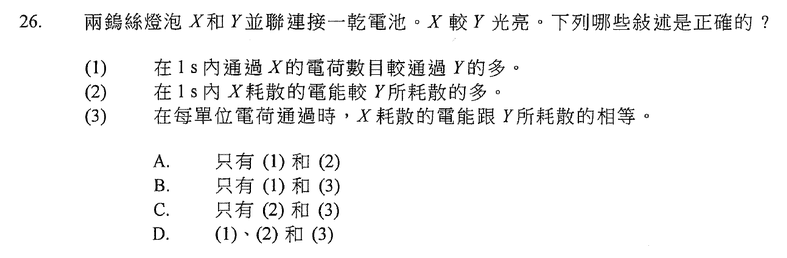 26. 兩鎢絲燈泡 X 和 Y 並聯連接一乾電池。X 較 Y 光亮。下列哪些敍述是正確的？
(1) 在 1 s 內通過 X 的電荷數目較通過 Y 的多。
(2) 在 1 s 內 X 耗散的電能較 Y 所耗散的多。
(3) 在每單位電荷通過時，X 耗散的電能跟 Y 所耗散的相等。
A. 只有 (1) 和 (2)
B. 只有 (1) 和 (3)
C. 只有 (2) 和 (3)
D. (1)、(2) 和 (3)